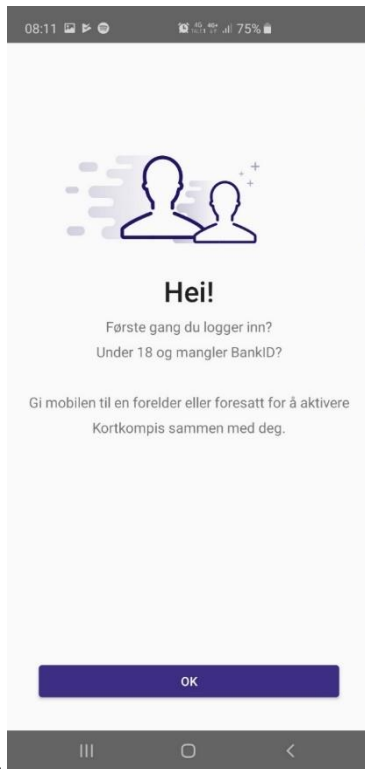 08:11 75%
Hei!
Første gang du logger inn?
Under 18 og mangler BankID?
Gi mobilen til en forelder eller foresatt for å aktivere
Kortkompis sammen med deg.
OK